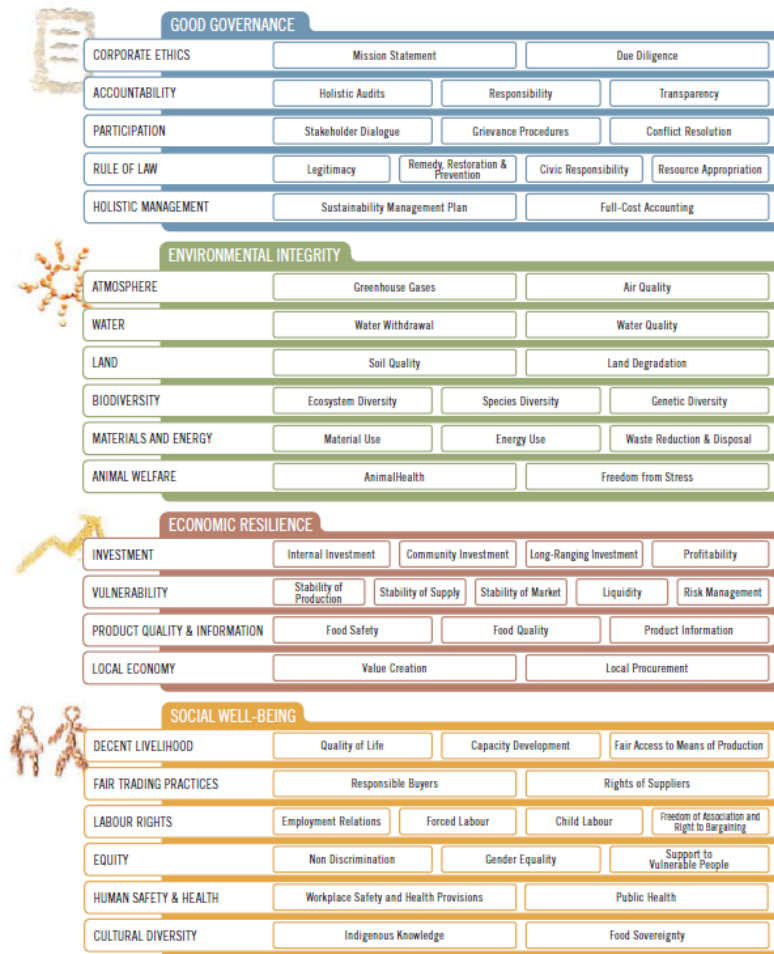 GOOD GOVERNANCE
CORPORATE ETHICS Mission Statement Due Diligence
ACCOUNTABILITY Holistic Audits Responsibility Transparency
PARTICIPATION Stakeholder Dialogue Grievance Procedures Conflict Resolution
RULE OF LAW Legitimacy Remedy, Restoration & Prevention Civic Responsibility Resource Appropriation
HOLISTIC MANAGEMENT Sustainability Management Plan Full-Cost Accounting
ENVIRONMENTAL INTEGRITY
ATMOSPHERE Greenhouse Gases Air Quality
WATER Water Withdrawal Water Quality
LAND Soil Quality Land Degradation
BIODIVERSITY Ecosystem Diversity Species Diversity Genetic Diversity
MATERIALS AND ENERGY Material Use Energy Use Waste Reduction & Disposal
ANIMAL WELFARE AnimalHealth Freedom from Stress
ECONOMIC RESILIENCE
INVESTMENT Internal Investment Community Investment Long-Ranging Investment Profitability
VULNERABILITY Stability of Production Stability of Supply Stability of Market Liquidity Risk Management
PRODUCT QUALITY & INFORMATION Food Safety Food Quality Product Information
LOCAL ECONOMY Value Creation Local Procurement
SOCIAL WELL-BEING
DECENT LIVELIHOOD Quality of Life Capacity Development Fair Access to Means of Production
FAIR TRADING PRACTICES Responsible Buyers Rights of Suppliers
LABOUR RIGHTS Employment Relations Forced Labour Child Labour Freedom of Association and Right to Bargaining
EQUITY Non Discrimination Gender Equality Support to Vulnerable People
HUMAN SAFETY & HEALTH Workplace Safety and Health Provisions Public Health
CULTURAL DIVERSITY Indigenous Knowledge Food Sovereignty